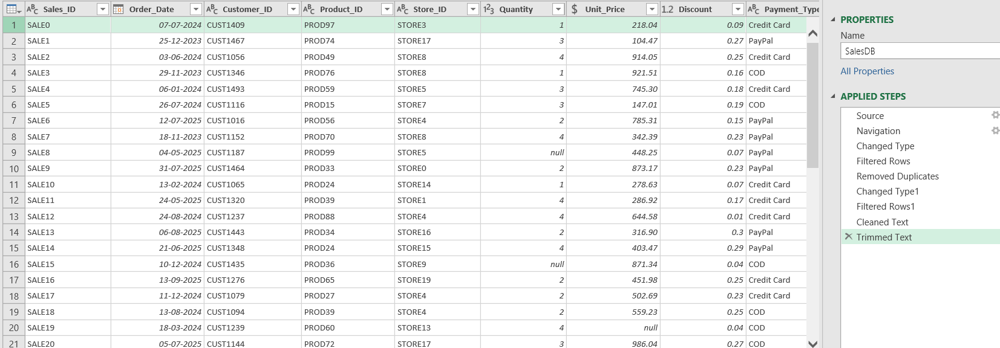 Sales_ID Order_Date Customer_ID Product_ID Store_ID 123 Quantity $ Unit_Price 1.2 Discount Payment_Type
1 SALE0 07-07-2024 CUST1409 PROD97 STORE3 1 218.04 0.09 Credit Card
2 SALE1 25-12-2023 CUST1467 PROD74 STORE17 3 104.47 0.27 PayPal
3 SALE2 03-06-2024 CUST1056 PROD49 STORE8 4 914.05 0.25 Credit Card
4 SALE3 29-11-2023 CUST1346 PROD76 STORE8 1 921.51 0.16 COD
5 SALE4 06-01-2024 CUST1493 PROD59 STORE5 3 745.30 0.18 Credit Card
6 SALE5 26-07-2024 CUST1116 PROD15 STORE7 3 147.01 0.19 COD
7 SALE6 12-07-2025 CUST1016 PROD56 STORE4 2 785.31 0.15 PayPal
8 SALE7 18-11-2023 CUST1152 PROD70 STORE8 4 342.39 0.23 PayPal
9 SALE8 04-05-2025 CUST1187 PROD99 STORE5 null 448.25 0.07 PayPal
10 SALE9 31-07-2025 CUST1464 PROD33 STORE0 2 873.17 0.23 PayPal
11 SALE10 13-02-2024 CUST1065 PROD24 STORE14 1 278.63 0.07 Credit Card
12 SALE11 24-05-2025 CUST1320 PROD39 STORE1 4 286.92 0.17 Credit Card
13 SALE12 24-08-2024 CUST1237 PROD88 STORE4 4 644.58 0.01 Credit Card
14 SALE13 06-08-2025 CUST1443 PROD34 STORE16 2 316.90 0.3 PayPal
15 SALE14 21-06-2025 CUST1348 PROD24 STORE15 4 403.47 0.29 PayPal
16 SALE15 10-12-2024 CUST1435 PROD36 STORE9 null 871.34 0.04 COD
17 SALE16 13-09-2025 CUST1276 PROD65 STORE19 2 451.98 0.25 Credit Card
18 SALE17 11-12-2024 CUST1079 PROD27 STORE4 2 502.69 0.23 Credit Card
19 SALE18 13-08-2024 CUST1094 PROD39 STORE4 2 559.23 0.25 COD
20 SALE19 18-03-2024 CUST1239 PROD60 STORE13 4 null 0.04 COD
21 SALE20 05-07-2025 CUST1144 PROD72 STORE17 3 986.04 0.27 COD
PROPERTIES
Name
SalesDB
All Properties
APPLIED STEPS
Source
Navigation
Changed Type
Filtered Rows
Removed Duplicates
Changed Type1
Filtered Rows1
Cleaned Text
Trimmed Text